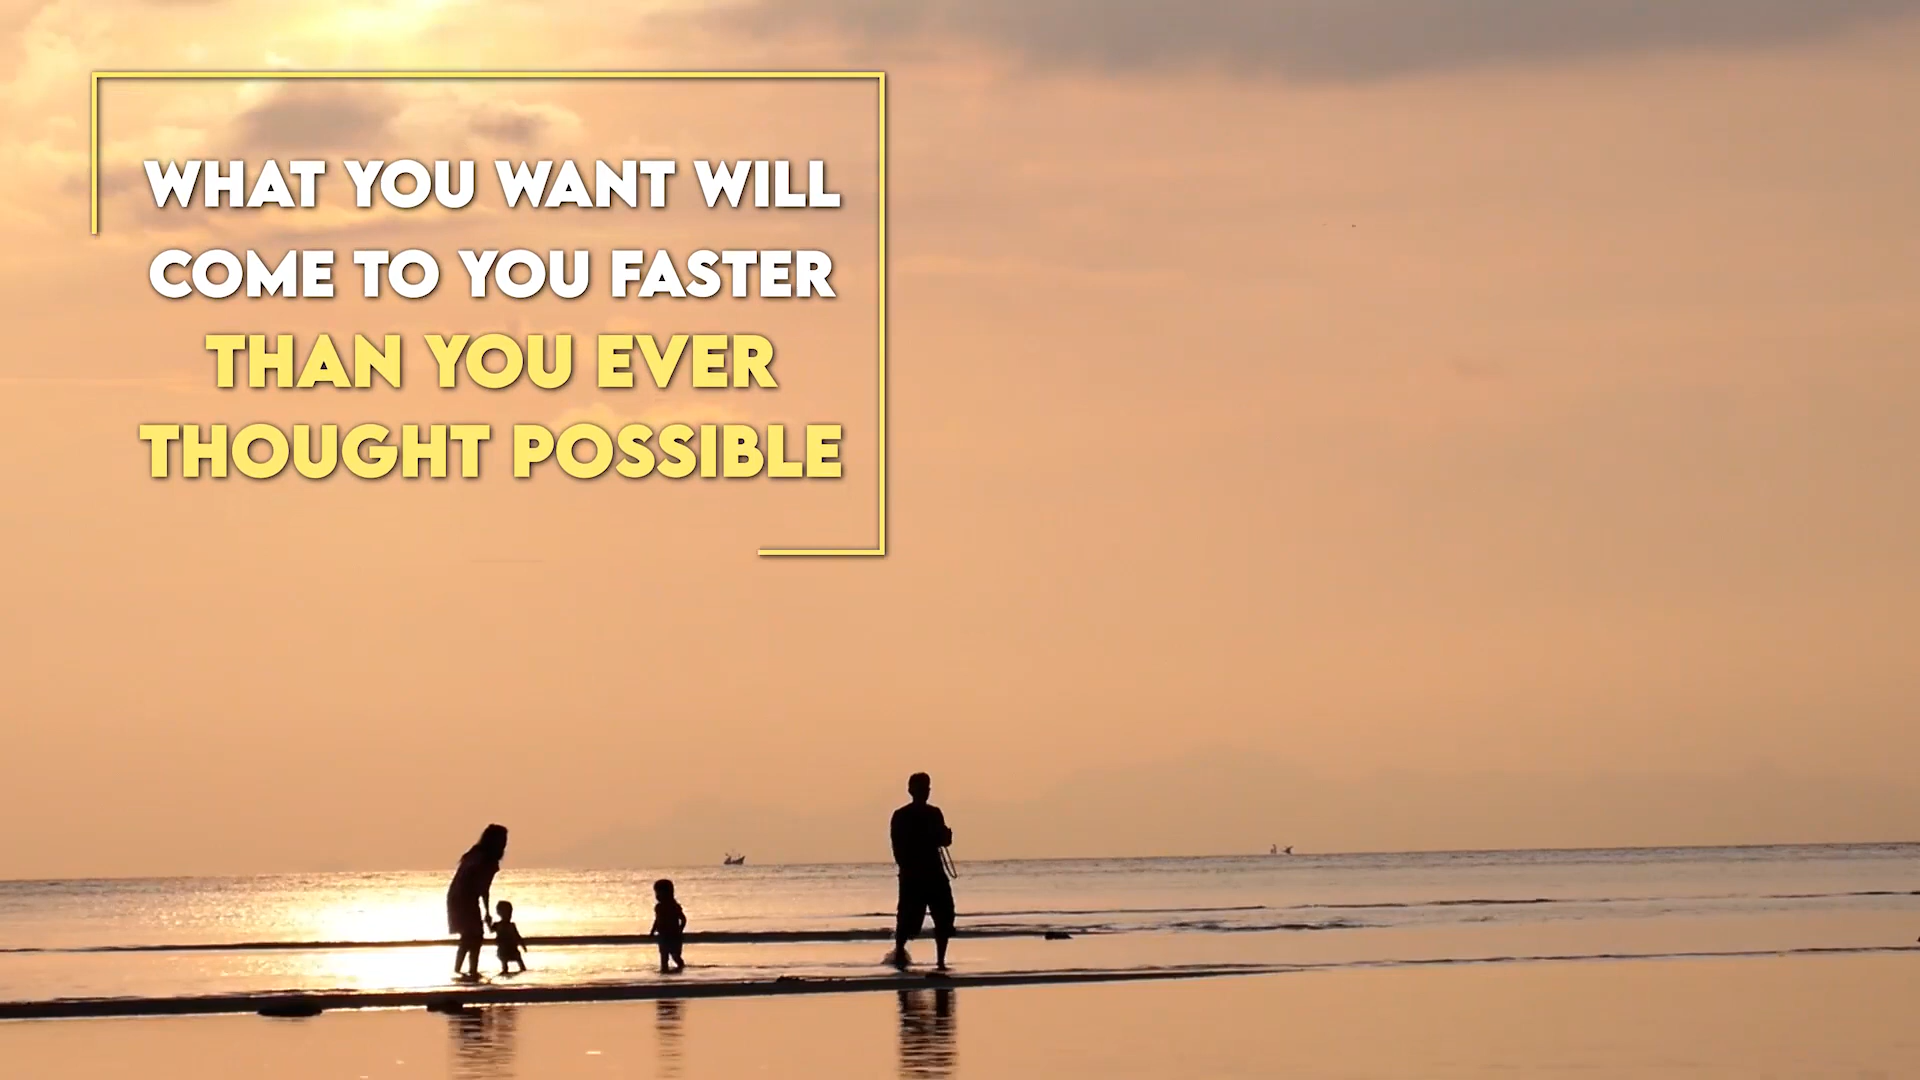 WHAT YOU WANT WILL
COME TO YOU FASTER
THAN YOU EVER
THOUGHT POSSIBLE